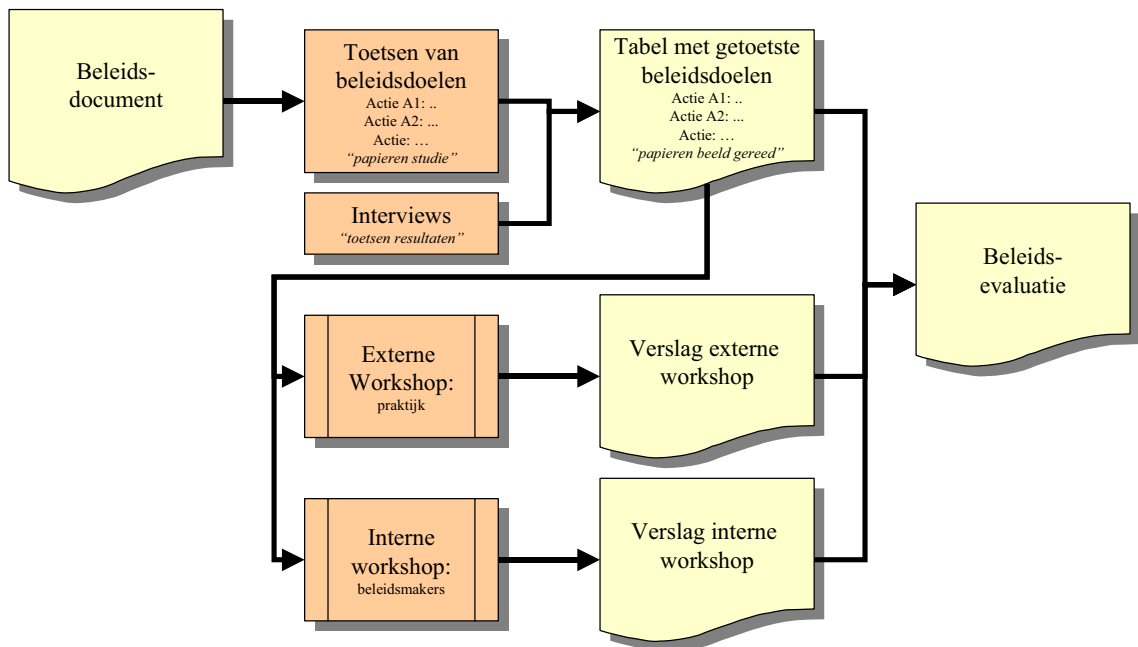 Beleids-
document
Toetsen van
beleidsdoelen
Actie A1: ..
Actie A2: ...
Actie: …
“papieren studie”
Interviews
“toetsen resultaten”
Tabel met getoetste
beleidsdoelen
Actie A1: ..
Actie A2: ...
Actie: …
“papieren beeld gereed”
Beleids-
evaluatie
Externe
Workshop:
praktijk
Verslag externe
workshop
Interne
workshop:
beleidsmakers
Verslag interne
workshop